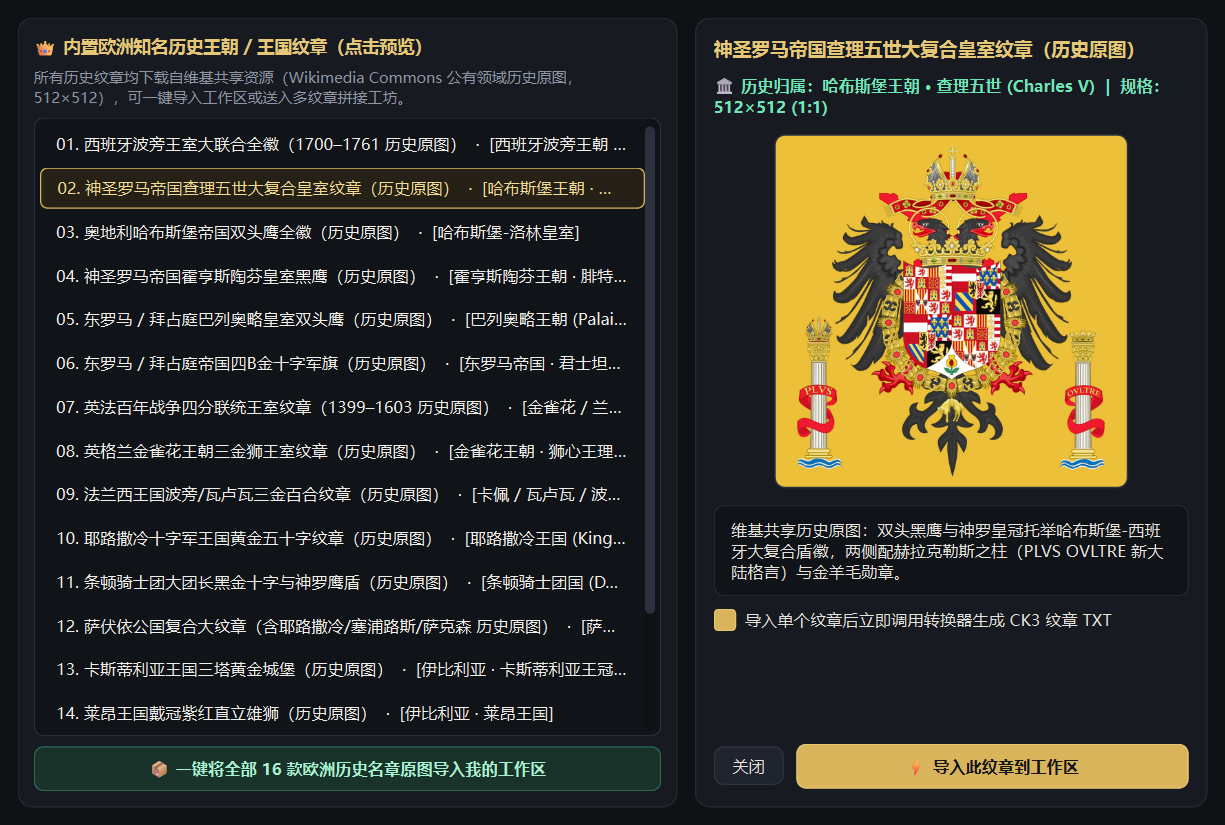 内置欧洲知名历史王朝 / 王国纹章（点击预览）
所有历史纹章均下载自维基共享资源（Wikimedia Commons 公有领域历史原图，
512×512），可一键导入工作区或送入多纹章拼接工坊。
01. 西班牙波旁王室大联合全徽（1700–1761 历史原图） · [西班牙波旁王朝 ...
02. 神圣罗马帝国查理五世大复合皇室纹章（历史原图） · [哈布斯堡王朝 · ...
03. 奥地利哈布斯堡帝国双头鹰全徽（历史原图） · [哈布斯堡-洛林皇室]
04. 神圣罗马帝国霍亨斯陶芬皇室黑鹰（历史原图） · [霍亨斯陶芬王朝 · 腓特...
05. 东罗马 / 拜占庭巴列奥略皇室双头鹰（历史原图） · [巴列奥略王朝 (Palai...
06. 东罗马 / 拜占庭帝国四B金十字军旗（历史原图） · [东罗马帝国 · 君士坦...
07. 英法百年战争四分联统王室纹章（1399–1603 历史原图） · [金雀花 / 兰...
08. 英格兰金雀花王朝三金狮王室纹章（历史原图） · [金雀花王朝 · 狮心王理...
09. 法兰西王国波旁/瓦卢瓦三金百合纹章（历史原图） · [卡佩 / 瓦卢瓦 / 波...
10. 耶路撒冷十字军王国黄金五十字纹章（历史原图） · [耶路撒冷王国 (King...
11. 条顿骑士团大团长黑金十字与神罗鹰盾（历史原图） · [条顿骑士团国 (D...
12. 萨伏依公国复合大纹章（含耶路撒冷/塞浦路斯/萨克森 历史原图） · [萨...
13. 卡斯蒂利亚王国三塔黄金城堡（历史原图） · [伊比利亚 · 卡斯蒂利亚王冠...
14. 莱昂王国戴冠紫红直立雄狮（历史原图） · [伊比利亚 · 莱昂王国]
一键将全部 16 款欧洲历史名章原图导入我的工作区
神圣罗马帝国查理五世大复合皇室纹章（历史原图）
历史归属：哈布斯堡王朝 • 查理五世 (Charles V) | 规格：
512×512 (1:1)
PLVS
OVLTRE
维基共享历史原图：双头黑鹰与神罗皇冠托举哈布斯堡-西班
牙大复合盾徽，两侧配赫拉克勒斯之柱（PLVS OVLTRE 新大
陆格言）与金羊毛勋章。
导入单个纹章后立即调用转换器生成 CK3 纹章 TXT
关闭
导入此纹章到工作区